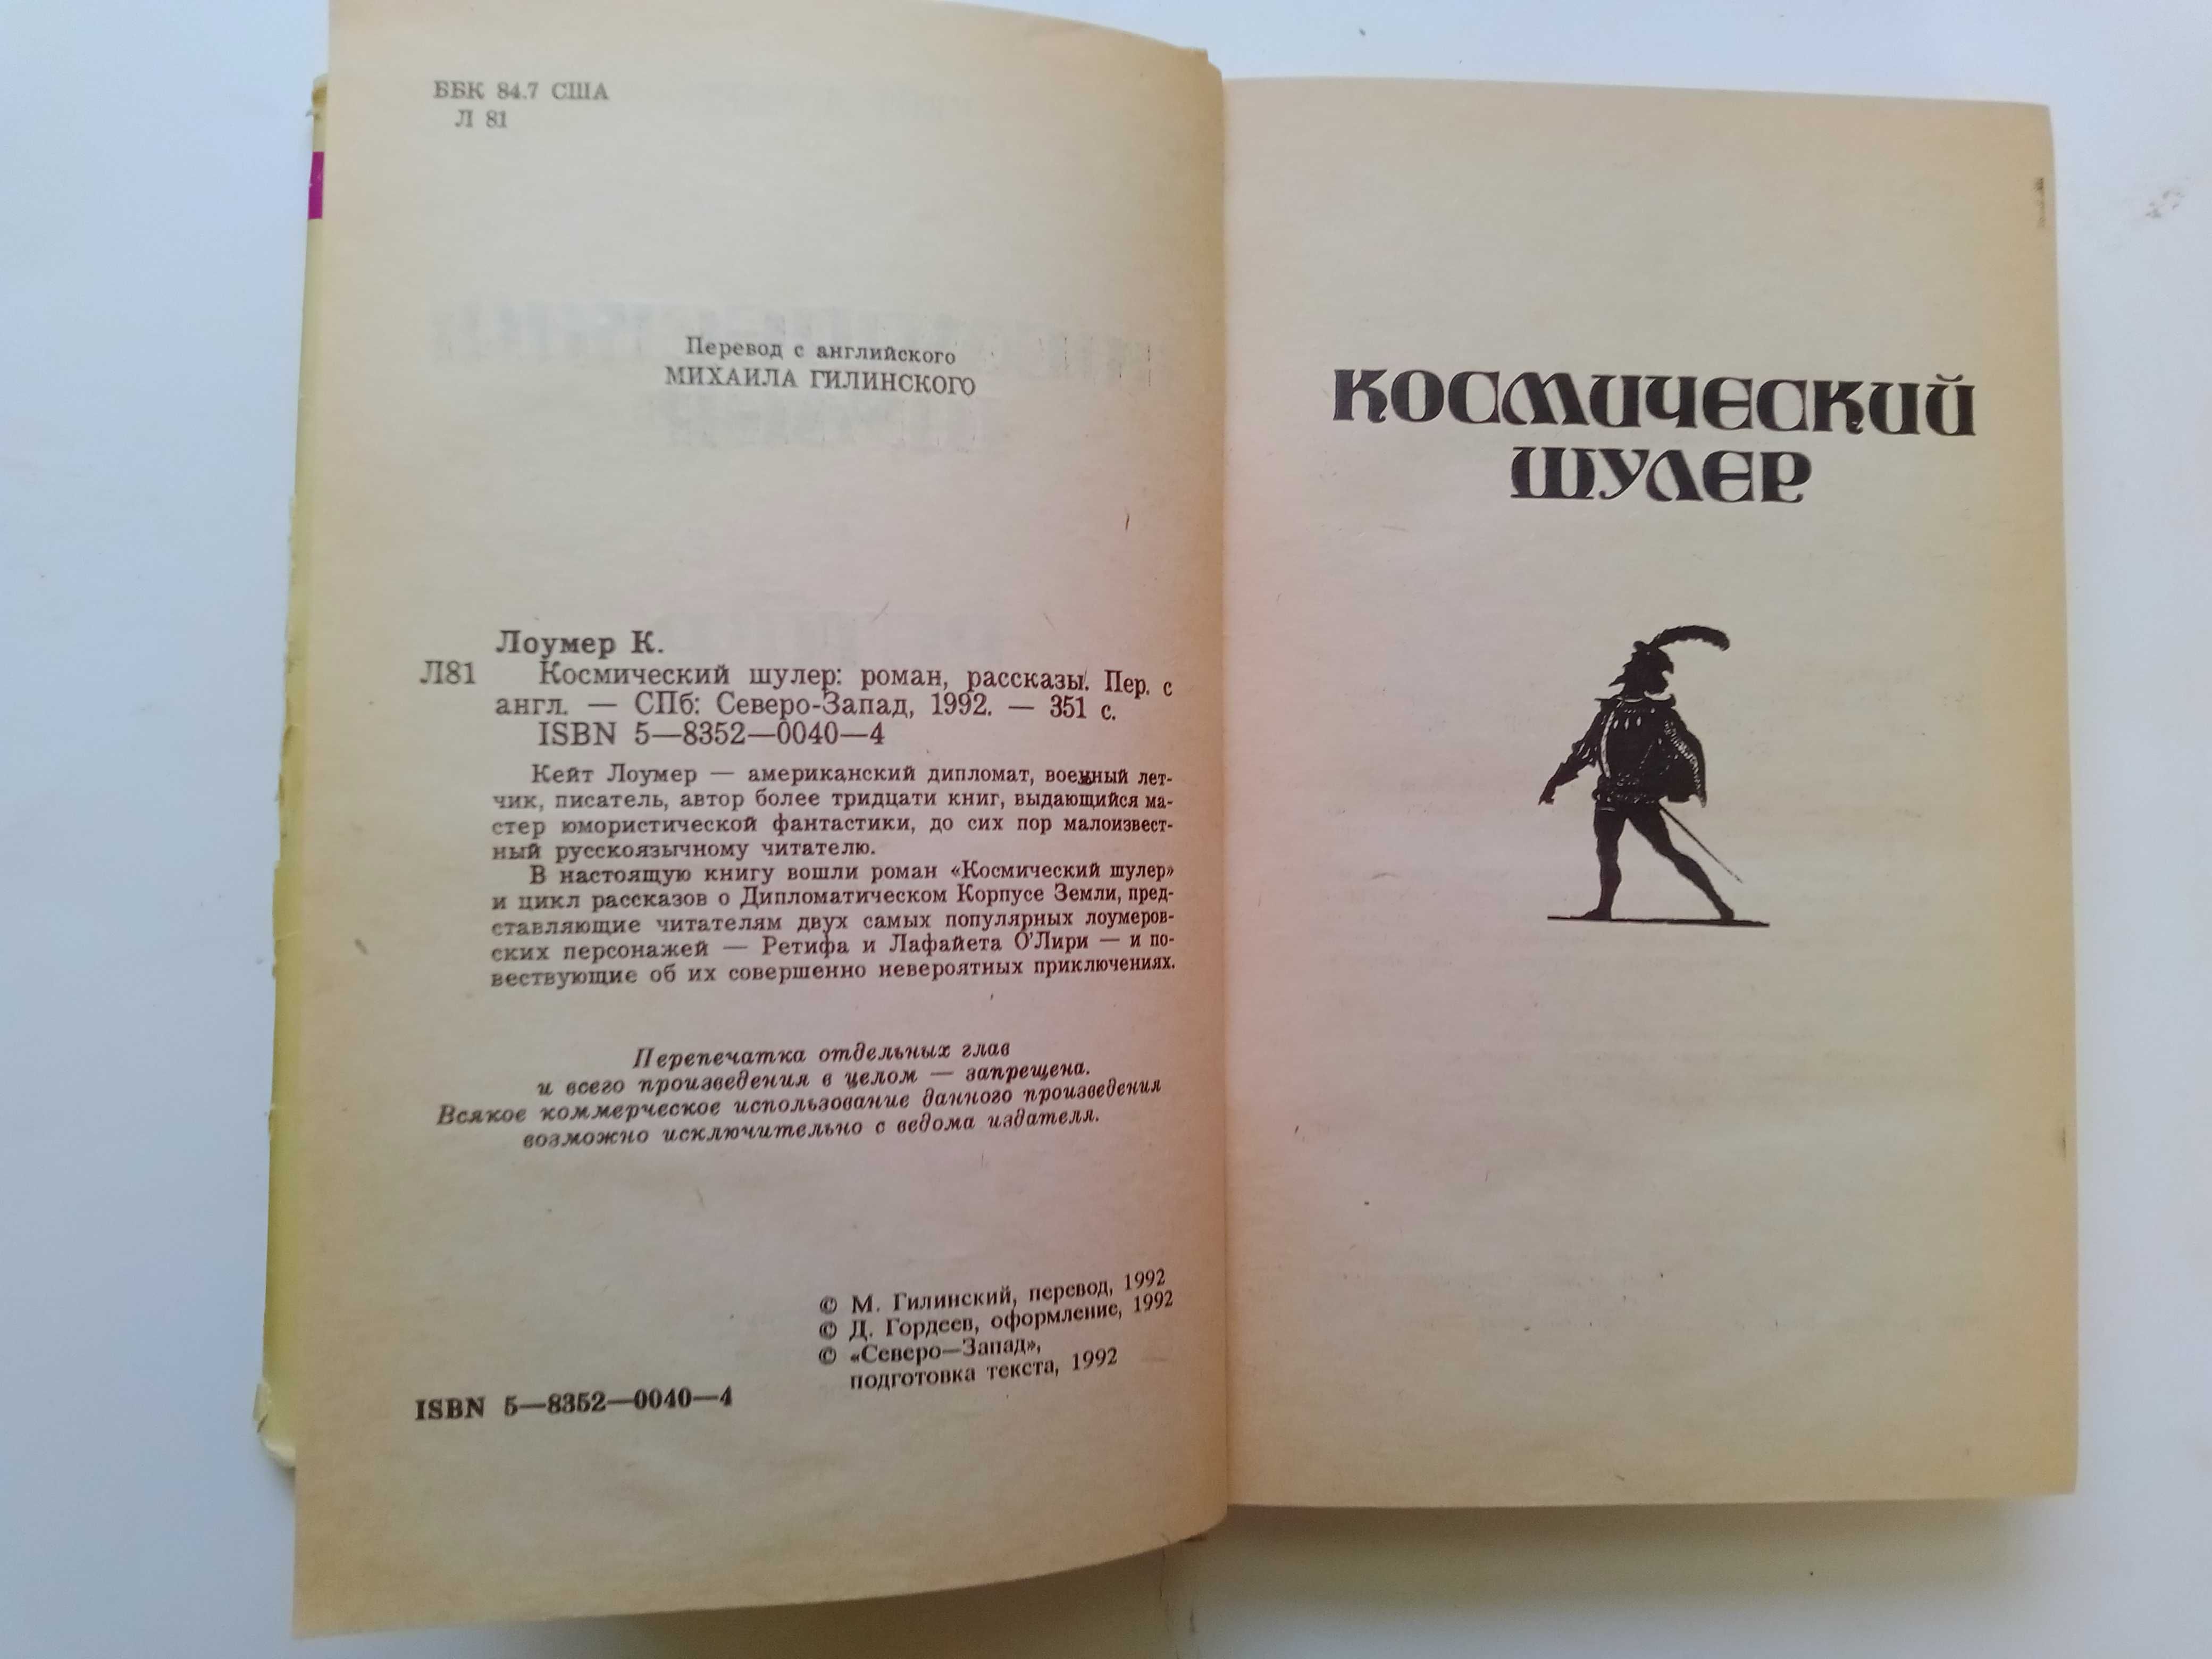 ББК 84.7 США
Л 81
Перевод с английского
МИХАИЛА ГИЛИНСКОГО
Лоумер К.
Л81 Космический шулер: роман, рассказы. Пер. с
англ. — СПб: Северо-Запад, 1992. — 351 с.
ISBN 5—8352—0040—4
Кейт Лоумер — американский дипломат, военный лет-
чик, писатель, автор более тридцати книг, выдающийся ма-
стер юмористической фантастики, до сих пор малоизвест-
ный русскоязычному читателю.
В настоящую книгу вошли роман «Космический шулер»
и цикл рассказов о Дипломатическом Корпусе Земли, пред-
ставляющие читателям двух самых популярных лоумеров-
ских персонажей — Ретифа и Лафайета О'Лири — и по-
вествующие об их совершенно невероятных приключениях.
Перепечатка отдельных глав
и всего произведения в целом — запрещена.
Всякое коммерческое использование данного произведения
возможно исключительно с ведома издателя.
© М. Гилинский, перевод, 1992
© Д. Гордеев, оформление, 1992
© «Северо—Запад»,
подготовка текста, 1992
ISBN 5—8352—0040—4
КОСМИЧЕСКИЙ
ШУЛЕР